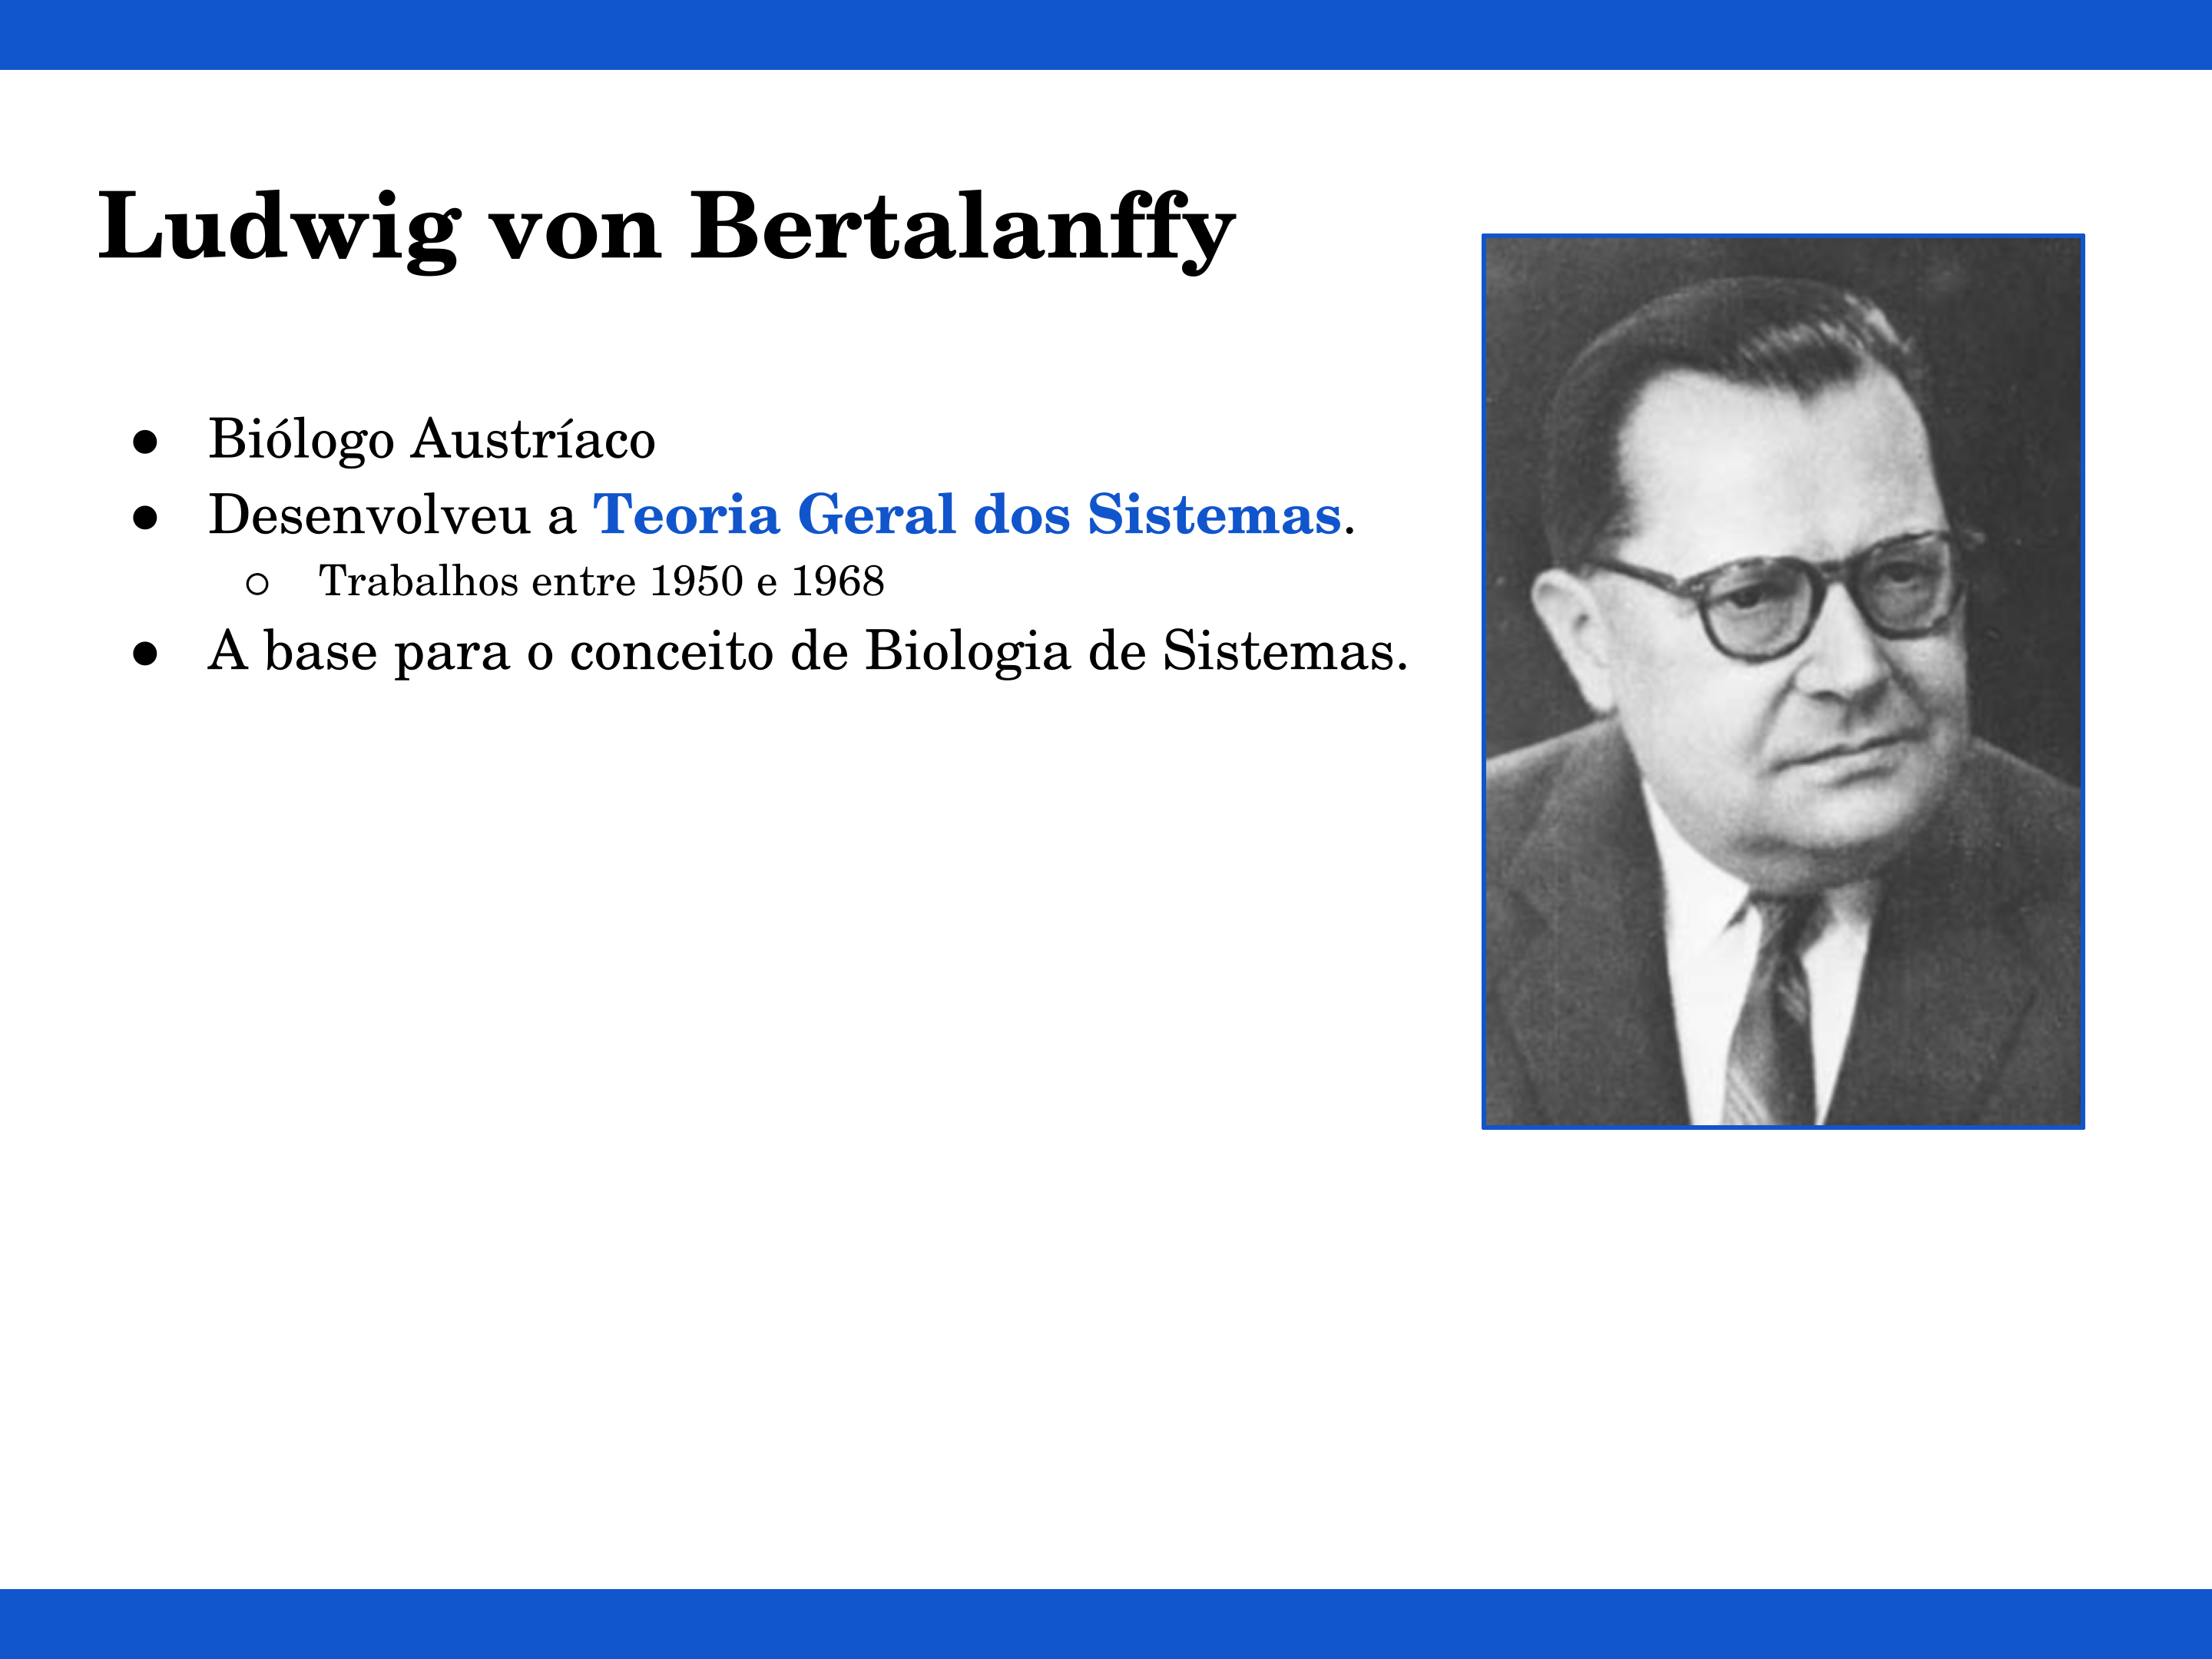 Ludwig von Bertalanffy
● Biólogo Austríaco
● Desenvolveu a Teoria Geral dos Sistemas.
○ Trabalhos entre 1950 e 1968
● A base para o conceito de Biologia de Sistemas.